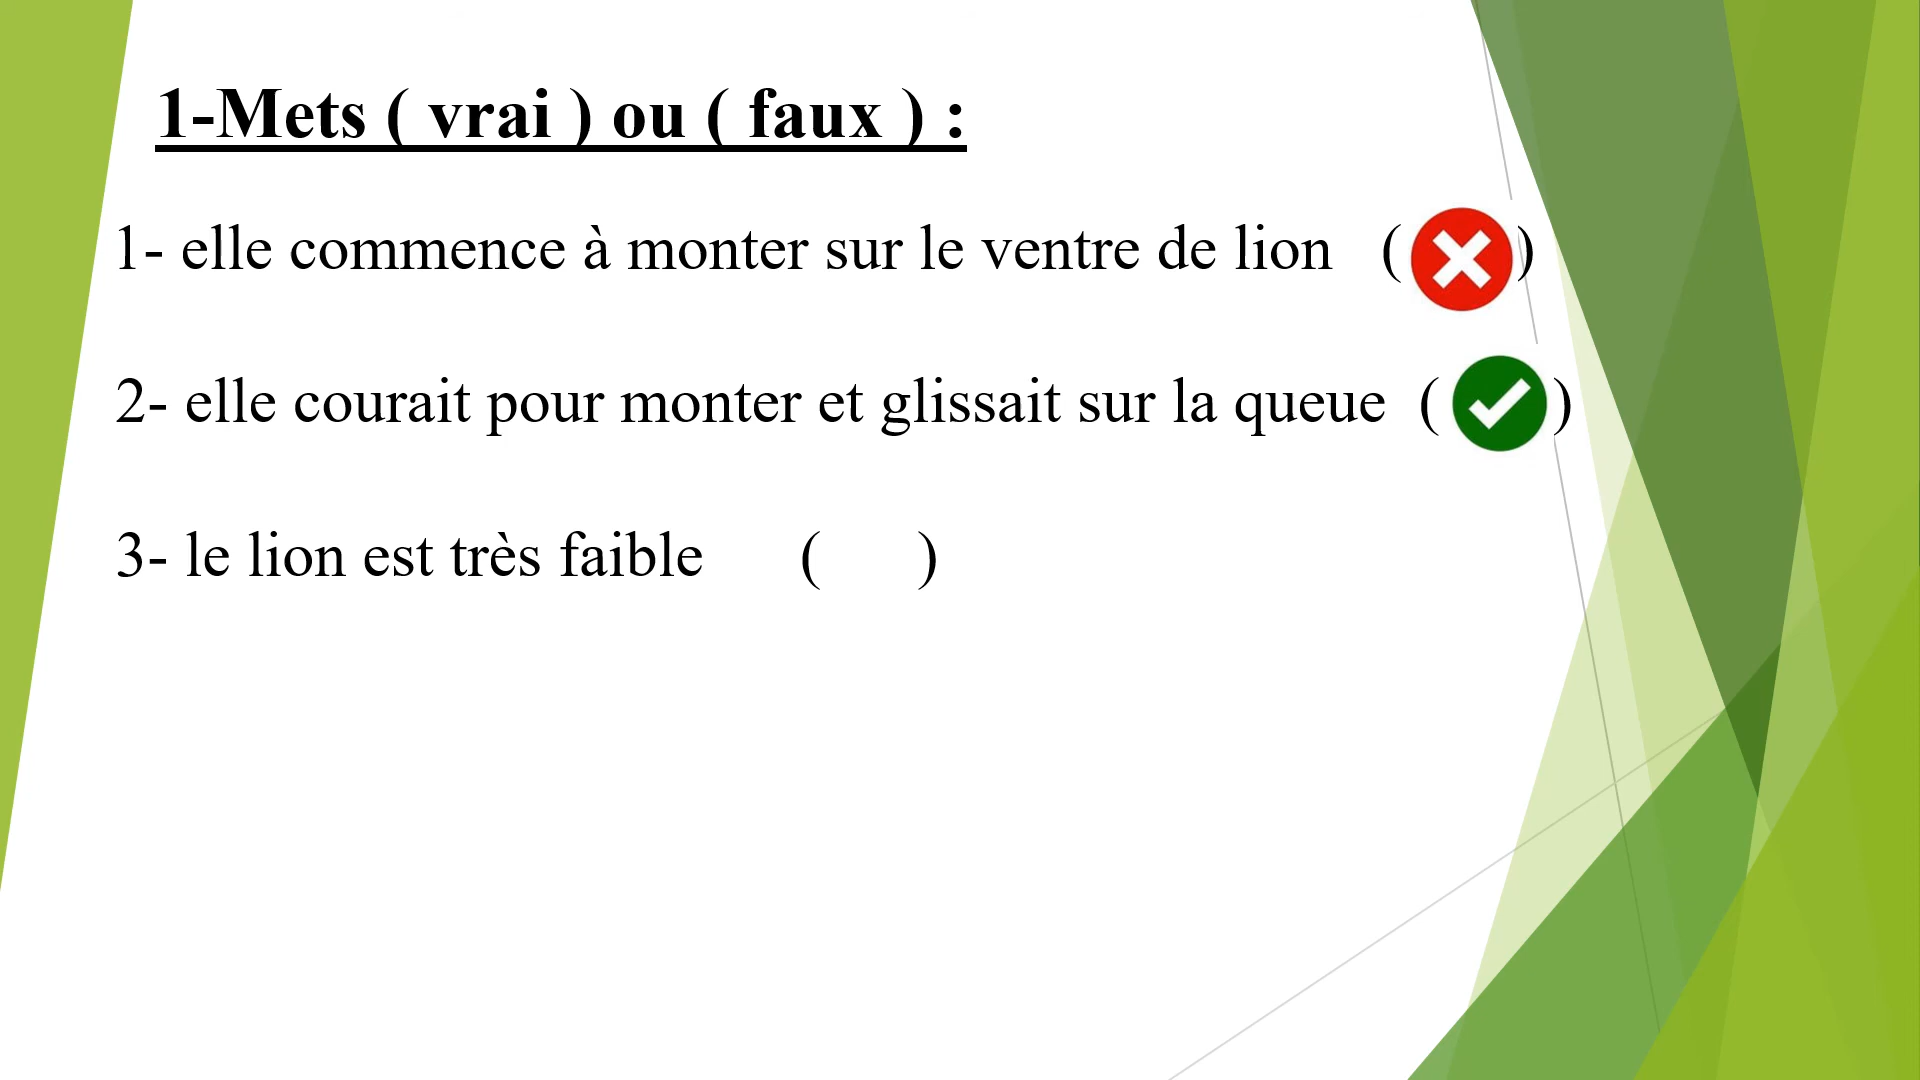 1-Mets ( vrai ) ou ( faux ) :
1- elle commence à monter sur le ventre de lion ( )
2- elle courait pour monter et glissait sur la queue ( )
3- le lion est très faible ( )